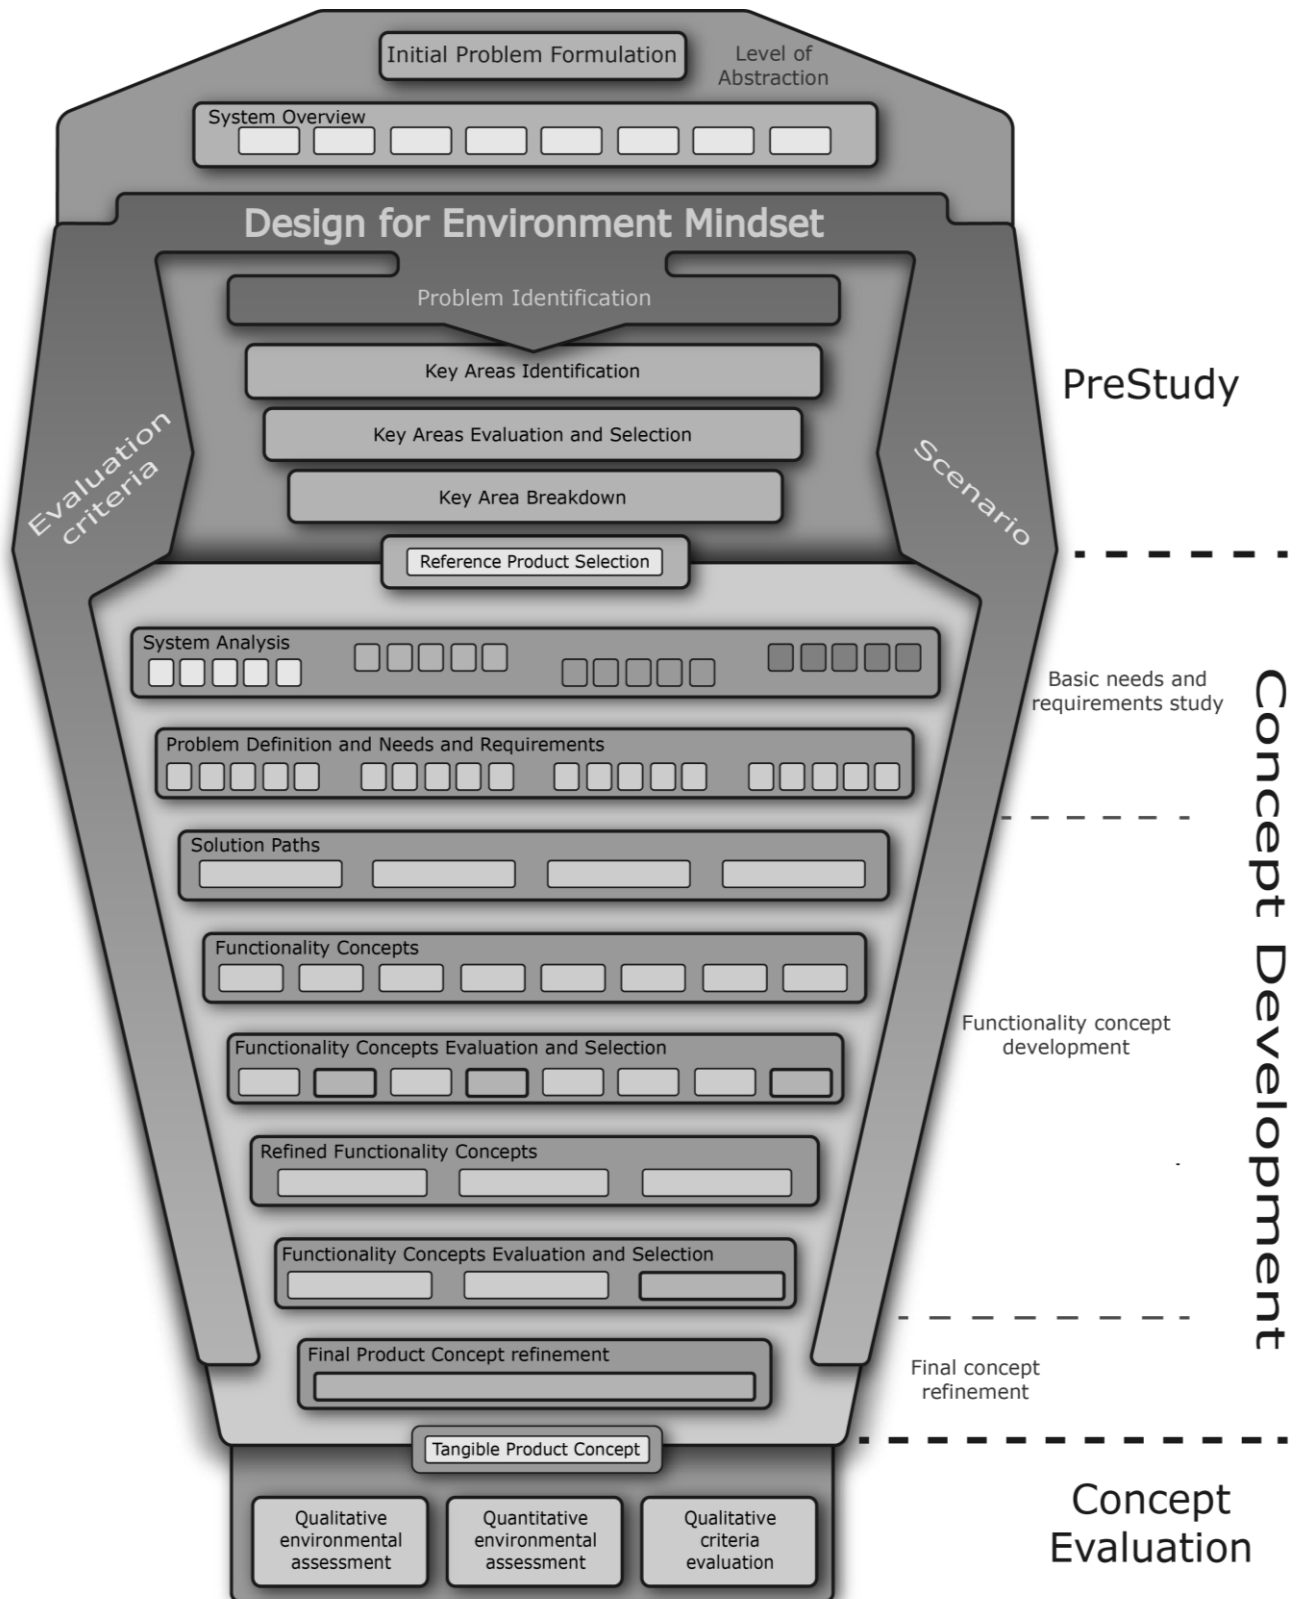 Initial Problem Formulation
Level of
Abstraction
System Overview
Design for Environment Mindset
Problem Identification
Key Areas Identification
PreStudy
Key Areas Evaluation and Selection
Evaluation
criteria
Scenario
Key Area Breakdown
Reference Product Selection
System Analysis
Basic needs and
requirements study
Problem Definition and Needs and Requirements
Solution Paths
Concept Development
Functionality Concepts
Functionality concept
development
Functionality Concepts Evaluation and Selection
Refined Functionality Concepts
Functionality Concepts Evaluation and Selection
Final Product Concept refinement
Final concept
refinement
Tangible Product Concept
Concept
Evaluation
Qualitative
environmental
assessment
Quantitative
environmental
assessment
Qualitative
criteria
evaluation